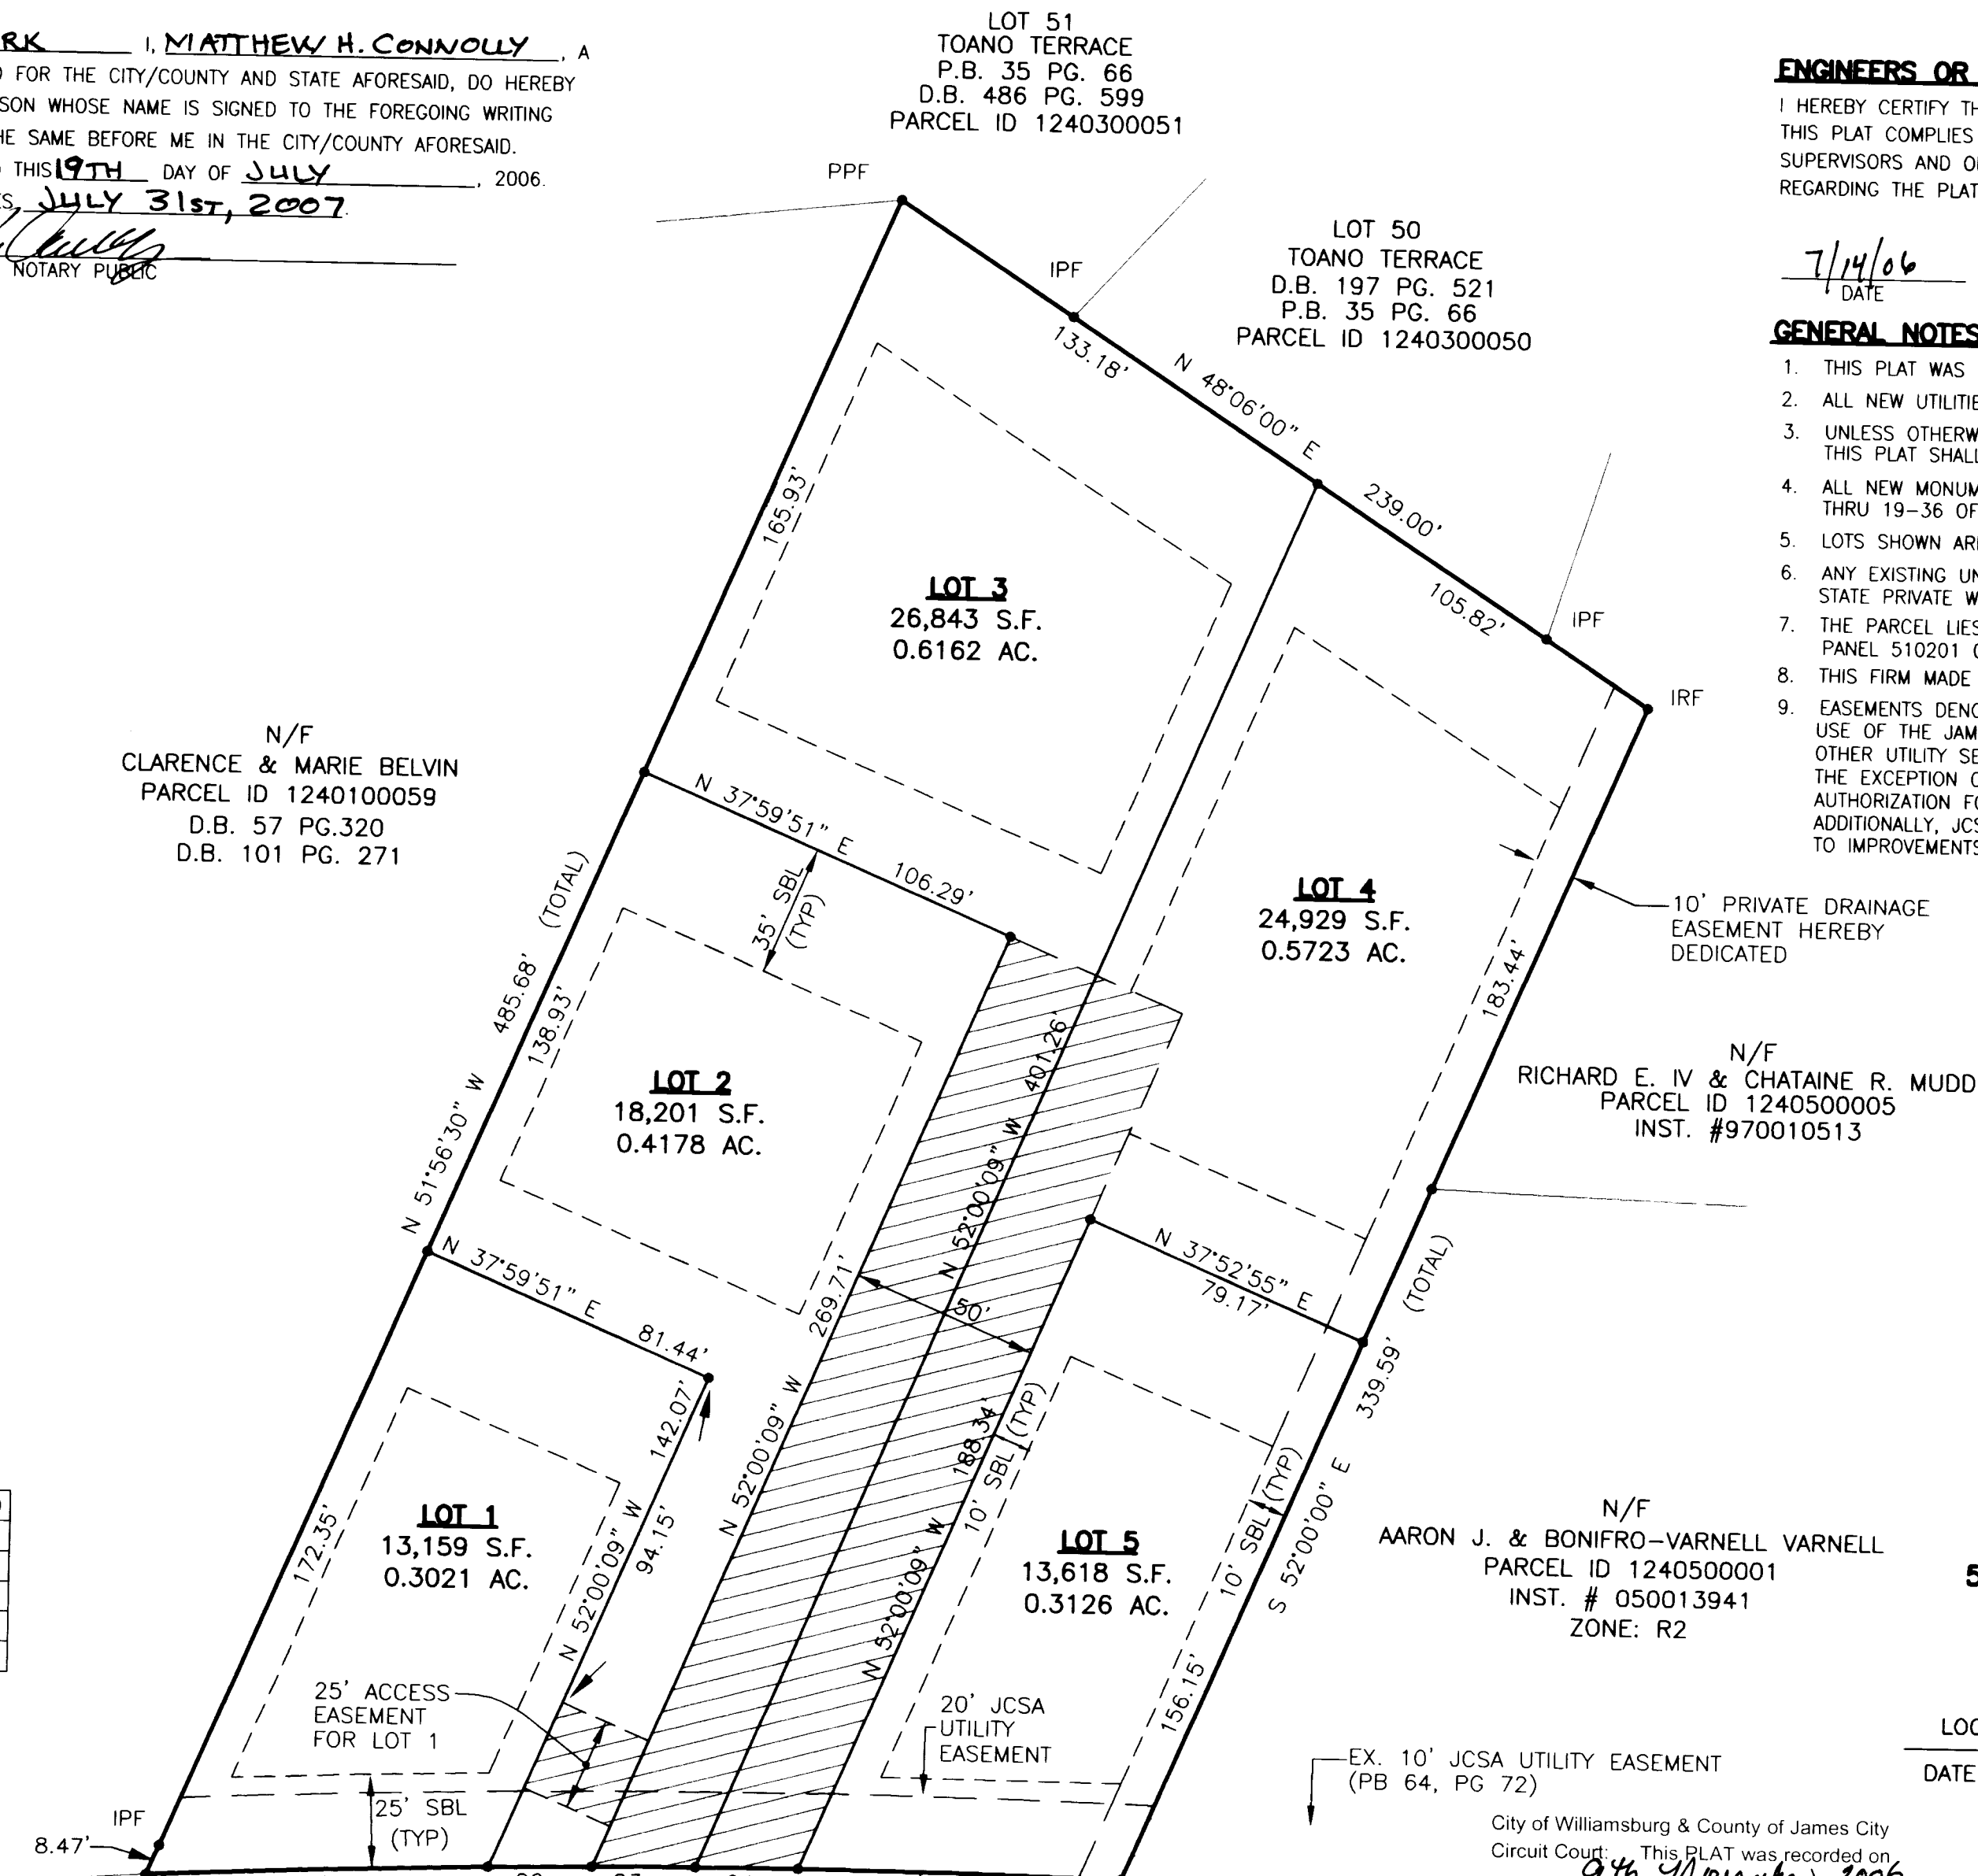 RK I, MATTHEW H. CONNOLLY, A
FOR THE CITY/COUNTY AND STATE AFORESAID, DO HEREBY
SON WHOSE NAME IS SIGNED TO THE FOREGOING WRITING
HE SAME BEFORE ME IN THE CITY/COUNTY AFORESAID.
THIS 19TH DAY OF JULY, 2006.
ES JULY 31ST, 2007.
NOTARY PUBLIC
LOT 51
TOANO TERRACE
P.B. 35 PG. 66
D.B. 486 PG. 599
PARCEL ID 1240300051
PPF
IPF
LOT 50
TOANO TERRACE
D.B. 197 PG. 521
P.B. 35 PG. 66
PARCEL ID 1240300050
133.18'
N 48°06'00" E
239.00'
105.82'
IPF
IRF
ENGINEERS OR
I HEREBY CERTIFY TH
THIS PLAT COMPLIES
SUPERVISORS AND O
REGARDING THE PLAT
7/14/06
DATE
GENERAL NOTES
1. THIS PLAT WAS
2. ALL NEW UTILITIE
3. UNLESS OTHERW
THIS PLAT SHALL
4. ALL NEW MONUM
THRU 19-36 OF
5. LOTS SHOWN AR
6. ANY EXISTING UN
STATE PRIVATE W
7. THE PARCEL LIES
PANEL 510201
8. THIS FIRM MADE
9. EASEMENTS DENO
USE OF THE JAM
OTHER UTILITY SE
THE EXCEPTION O
AUTHORIZATION FO
ADDITIONALLY, JCS
TO IMPROVEMENTS
165.93'
LOT 3
26,843 S.F.
0.6162 AC.
N/F
CLARENCE & MARIE BELVIN
PARCEL ID 1240100059
D.B. 57 PG.320
D.B. 101 PG. 271
N 37°59'51" E
106.29'
35' SBL
(TYP)
LOT 4
24,929 S.F.
0.5723 AC.
10' PRIVATE DRAINAGE
EASEMENT HEREBY
DEDICATED
183.44'
N 51°56'30" W 485.68' (TOTAL)
138.93'
LOT 2
18,201 S.F.
0.4178 AC.
N 52°00'09" W 401.26'
N/F
RICHARD E. IV & CHATAINE R. MUDD
PARCEL ID 1240500005
INST. #970010513
N 37°59'51" E
81.44'
N 52°00'09" W 269.71'
50'
N 37°52'55" E
79.17'
S 52°00'00" E 339.59' (TOTAL)
172.35'
LOT 1
13,159 S.F.
0.3021 AC.
142.07'
N 52°00'09" W
94.15'
N 52°00'09" W 188.34'
10' SBL (TYP)
LOT 5
13,618 S.F.
0.3126 AC.
10' SBL (TYP)
N/F
AARON J. & BONIFRO-VARNELL VARNELL
PARCEL ID 1240500001
INST. # 050013941
ZONE: R2
5
25' ACCESS
EASEMENT
FOR LOT 1
20' JCSA
UTILITY
EASEMENT
156.15'
EX. 10' JCSA UTILITY EASEMENT
(PB 64, PG 72)
LOC
DATE
IPF
8.47'
25' SBL
(TYP)
City of Williamsburg & County of James City
Circuit Court: This PLAT was recorded on
2006